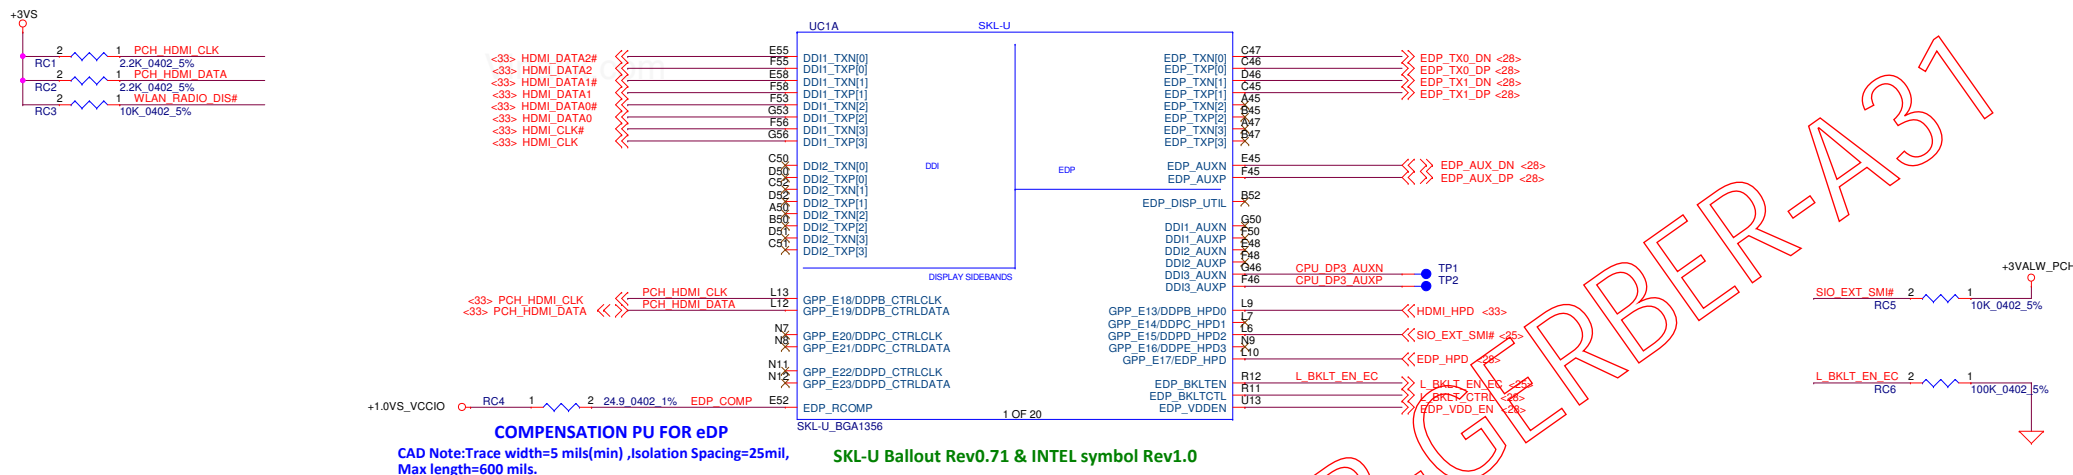 +3VS
2 1 PCH_HDMI_CLK
RC1 2.2K_0402_5%
2 1 PCH_HDMI_DATA
RC2 2.2K_0402_5%
2 1 WLAN_RADIO_DIS#
RC3 10K_0402_5%
UC1A SKL-U
<33> HDMI_DATA2# E55 DDI1_TXN[0]
<33> HDMI_DATA2 F55 DDI1_TXP[0]
<33> HDMI_DATA1# E58 DDI1_TXN[1]
<33> HDMI_DATA1 F58 DDI1_TXP[1]
<33> HDMI_DATA0# F53 DDI1_TXN[2]
<33> HDMI_DATA0 G53 DDI1_TXP[2]
<33> HDMI_CLK# F56 DDI1_TXN[3]
<33> HDMI_CLK G56 DDI1_TXP[3]
C50 DDI2_TXN[0]
D50 DDI2_TXP[0]
C52 DDI2_TXN[1]
D52 DDI2_TXP[1]
A50 DDI2_TXN[2]
B50 DDI2_TXP[2]
D51 DDI2_TXN[3]
C51 DDI2_TXP[3]
DDI
EDP
DISPLAY SIDEBANDS
<33> PCH_HDMI_CLK PCH_HDMI_CLK L13 GPP_E18/DDPB_CTRLCLK
<33> PCH_HDMI_DATA PCH_HDMI_DATA L12 GPP_E19/DDPB_CTRLDATA
N7 GPP_E20/DDPC_CTRLCLK
N8 GPP_E21/DDPC_CTRLDATA
N11 GPP_E22/DDPD_CTRLCLK
N12 GPP_E23/DDPD_CTRLDATA
+1.0VS_VCCIO RC4 1 2 24.9_0402_1% EDP_COMP E52 EDP_RCOMP
EDP_TXN[0] C47 EDP_TX0_DN <28>
EDP_TXP[0] C46 EDP_TX0_DP <28>
EDP_TXN[1] D46 EDP_TX1_DN <28>
EDP_TXP[1] C45 EDP_TX1_DP <28>
EDP_TXN[2] A45
EDP_TXP[2] B45
EDP_TXN[3] A47
EDP_TXP[3] B47
EDP_AUXN E45 EDP_AUX_DN <28>
EDP_AUXP F45 EDP_AUX_DP <28>
EDP_DISP_UTIL B52
DDI1_AUXN G50
DDI1_AUXP F50
DDI2_AUXN E48
DDI2_AUXP F48
DDI3_AUXN G46 CPU_DP3_AUXN TP1
DDI3_AUXP F46 CPU_DP3_AUXP TP2
GPP_E13/DDPB_HPD0 L9 HDMI_HPD <33>
GPP_E14/DDPC_HPD1 L7
GPP_E15/DDPD_HPD2 L6 SIO_EXT_SMI# <25>
GPP_E16/DDPE_HPD3 N9
GPP_E17/EDP_HPD L10 EDP_HPD <28>
EDP_BKLTEN R12 L_BKLT_EN_EC L_BKLT_EN_EC <25>
EDP_BKLTCTL R11 L_BKLT_CTRL <28>
EDP_VDDEN U13 EDP_VDD_EN <28>
1 OF 20
SKL-U_BGA1356
COMPENSATION PU FOR eDP
CAD Note:Trace width=5 mils(min) ,Isolation Spacing=25mil,
Max length=600 mils.
SKL-U Ballout Rev0.71 & INTEL symbol Rev1.0
+3VALW_PCH
SIO_EXT_SMI# 2 1
RC5 10K_0402_5%
L_BKLT_EN_EC 2 1
RC6 100K_0402_5%
GERBER-A31